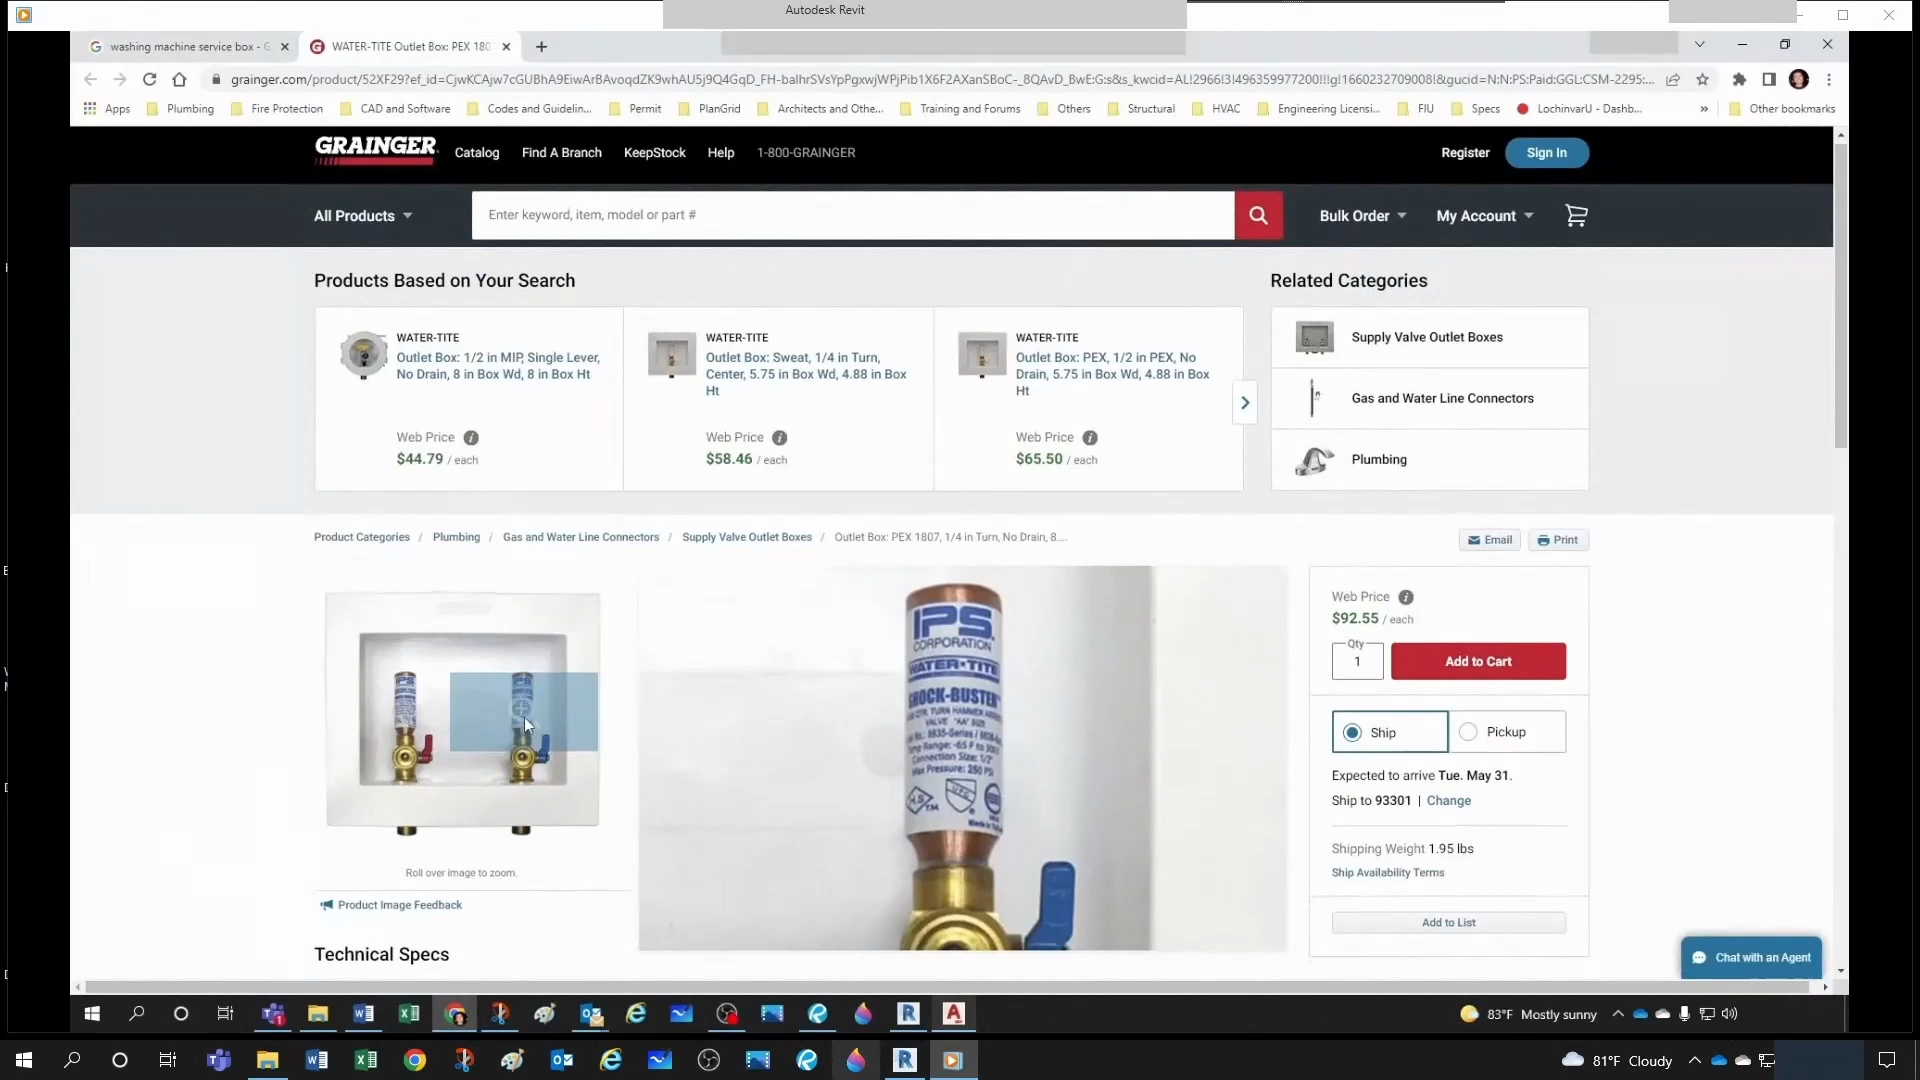 Autodesk Revit
washing machine service box - G
WATER-TITE Outlet Box: PEX 180
grainger.com/product/52XF29?ef_id=CjwKCAjw7cGUBhA9EiwArBAvoqdZK9whAU5j9Q4GqD_FH-balhrSVsYpPgxwjWPjPib1X6F2AXanSBoC-_8QAvD_BwE:G:s&s_kwcid=AL!2966!3!496359977200!!!g!1660232709008!&gucid=N:N:PS:Paid:GGL:CSM-2295:...
Apps Plumbing Fire Protection CAD and Software Codes and Guidelin... Permit PlanGrid Architects and Othe... Training and Forums Others Structural HVAC Engineering Licensi... FIU Specs LochinvarU - Dashb... » Other bookmarks
GRAINGER Catalog Find A Branch KeepStock Help 1-800-GRAINGER Register Sign In
All Products Enter keyword, item, model or part # Bulk Order My Account
Products Based on Your Search
Related Categories
WATER-TITE
Outlet Box: 1/2 in MIP, Single Lever,
No Drain, 8 in Box Wd, 8 in Box Ht
Web Price
$44.79 / each
WATER-TITE
Outlet Box: Sweat, 1/4 in Turn,
Center, 5.75 in Box Wd, 4.88 in Box
Ht
Web Price
$58.46 / each
WATER-TITE
Outlet Box: PEX, 1/2 in PEX, No
Drain, 5.75 in Box Wd, 4.88 in Box
Ht
Web Price
$65.50 / each
Supply Valve Outlet Boxes
Gas and Water Line Connectors
Plumbing
Product Categories / Plumbing / Gas and Water Line Connectors / Supply Valve Outlet Boxes / Outlet Box: PEX 1807, 1/4 in Turn, No Drain, 8....
Email Print
IPS
Roll over image to zoom.
Product Image Feedback
IPS
CORPORATION
WATER-TITE
SHOCK-BUSTER
Connection Size: 1/2"
Max Pressure: 250 PSI
Web Price
$92.55 / each
Qty
1
Add to Cart
Ship
Pickup
Expected to arrive Tue. May 31.
Ship to 93301 | Change
Shipping Weight 1.95 lbs
Ship Availability Terms
Add to List
Technical Specs
Chat with an Agent
83°F Mostly sunny
81°F Cloudy